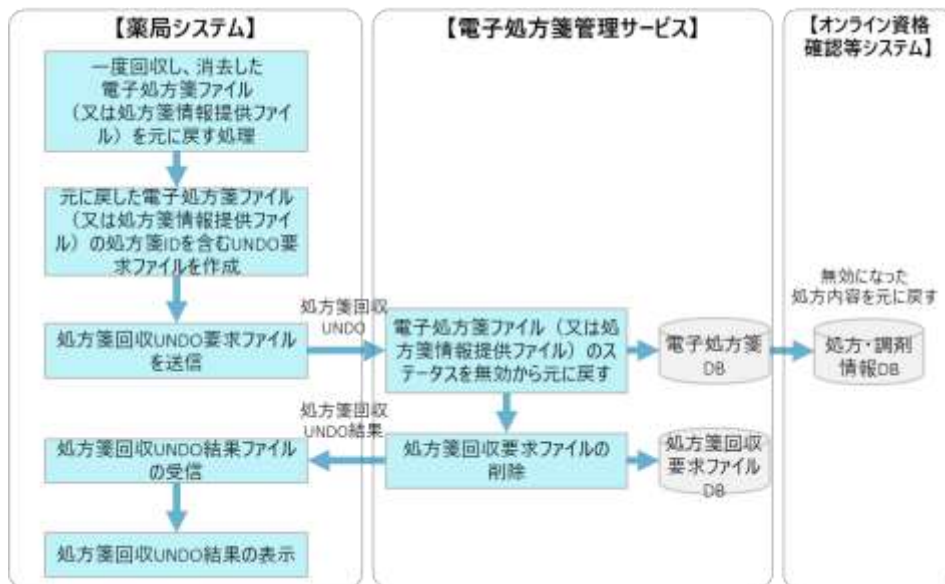 【薬局システム】
一度回収し、消去した
電子処方箋ファイル
（又は処方箋情報提供ファイ
ル）を元に戻す処理
元に戻した電子処方箋ファイル
（又は処方箋情報提供ファイ
ル）の処方箋IDを含むUNDO要
求ファイルを作成
処方箋回収UNDO要求ファイル
を送信
処方箋回収UNDO結果ファイル
の受信
処方箋回収UNDO結果の表示
処方箋回収
UNDO
処方箋回収
UNDO結果
【電子処方箋管理サービス】
電子処方箋ファイル（又は処
方箋情報提供ファイル）のス
テータスを無効から元に戻す
処方箋回収要求ファイルの
削除
電子処方箋
DB
処方箋回収
要求ファイル
DB
【オンライン資格
確認等システム】
無効になった
処方内容を元に戻す
処方・調剤
情報DB